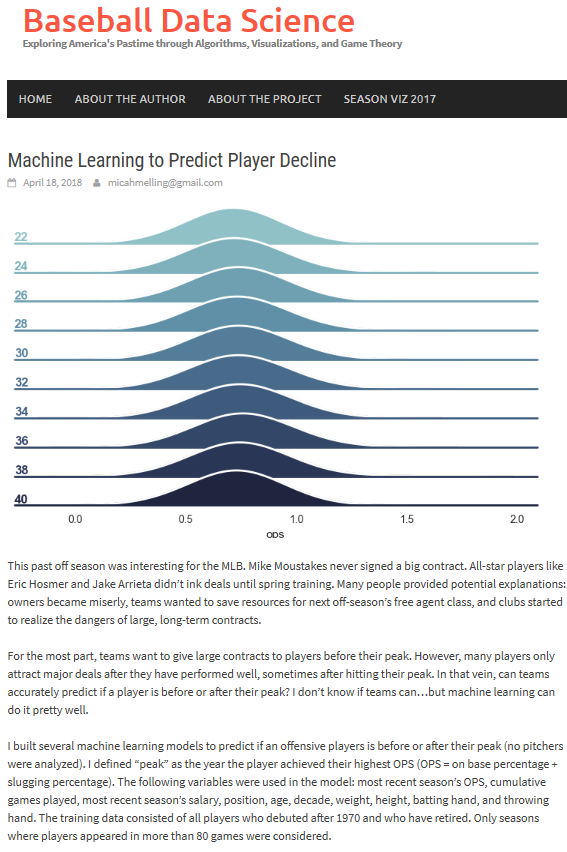 Baseball Data Science
Exploring America's Pastime through Algorithms, Visualizations, and Game Theory
HOME ABOUT THE AUTHOR ABOUT THE PROJECT SEASON VIZ 2017
Machine Learning to Predict Player Decline
April 18, 2018 micahmelling@gmail.com
22
24
26
28
30
32
34
36
38
40
0.0 0.5 1.0 1.5 2.0
ODS
This past off season was interesting for the MLB. Mike Moustakes never signed a big contract. All-star players like
Eric Hosmer and Jake Arrieta didn't ink deals until spring training. Many people provided potential explanations:
owners became miserly, teams wanted to save resources for next off-season's free agent class, and clubs started
to realize the dangers of large, long-term contracts.
For the most part, teams want to give large contracts to players before their peak. However, many players only
attract major deals after they have performed well, sometimes after hitting their peak. In that vein, can teams
accurately predict if a player is before or after their peak? I don't know if teams can…but machine learning can
do it pretty well.
I built several machine learning models to predict if an offensive players is before or after their peak (no pitchers
were analyzed). I defined “peak” as the year the player achieved their highest OPS (OPS = on base percentage +
slugging percentage). The following variables were used in the model: most recent season's OPS, cumulative
games played, most recent season's salary, position, age, decade, weight, height, batting hand, and throwing
hand. The training data consisted of all players who debuted after 1970 and who have retired. Only seasons
where players appeared in more than 80 games were considered.